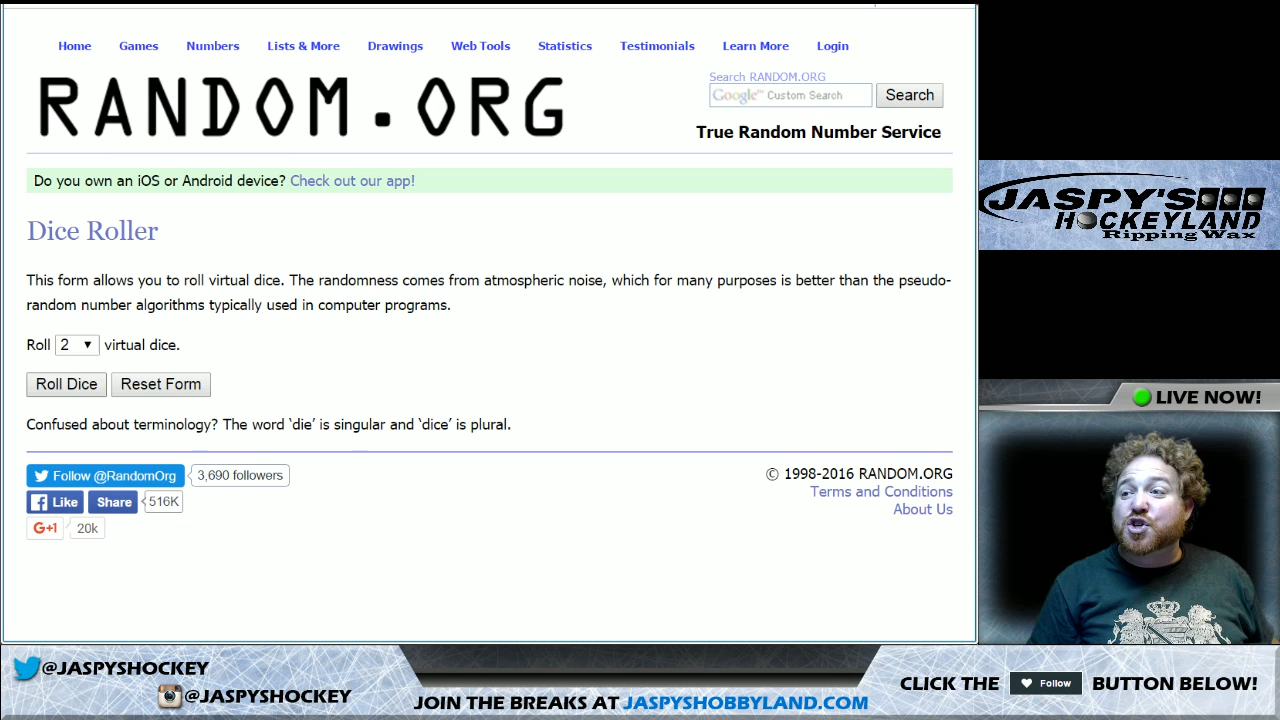 Home Games Numbers Lists & More Drawings Web Tools Statistics Testimonials Learn More Login
RANDOM.ORG
Search RANDOM.ORG
Google™ Custom Search Search
True Random Number Service
Do you own an iOS or Android device? Check out our app!
Dice Roller
This form allows you to roll virtual dice. The randomness comes from atmospheric noise, which for many purposes is better than the pseudo-
random number algorithms typically used in computer programs.
Roll 2 virtual dice.
Roll Dice Reset Form
Confused about terminology? The word ‘die’ is singular and ‘dice’ is plural.
Follow @RandomOrg 3,690 followers
Like Share 516K
G+1 20k
© 1998-2016 RANDOM.ORG
Terms and Conditions
About Us
JASPY'S
HOCKEYLAND
Ripping Wax
LIVE NOW!
@JASPYSHOCKEY
@JASPYSHOCKEY
JOIN THE BREAKS AT JASPYSHOBBYLAND.COM
CLICK THE Follow BUTTON BELOW!